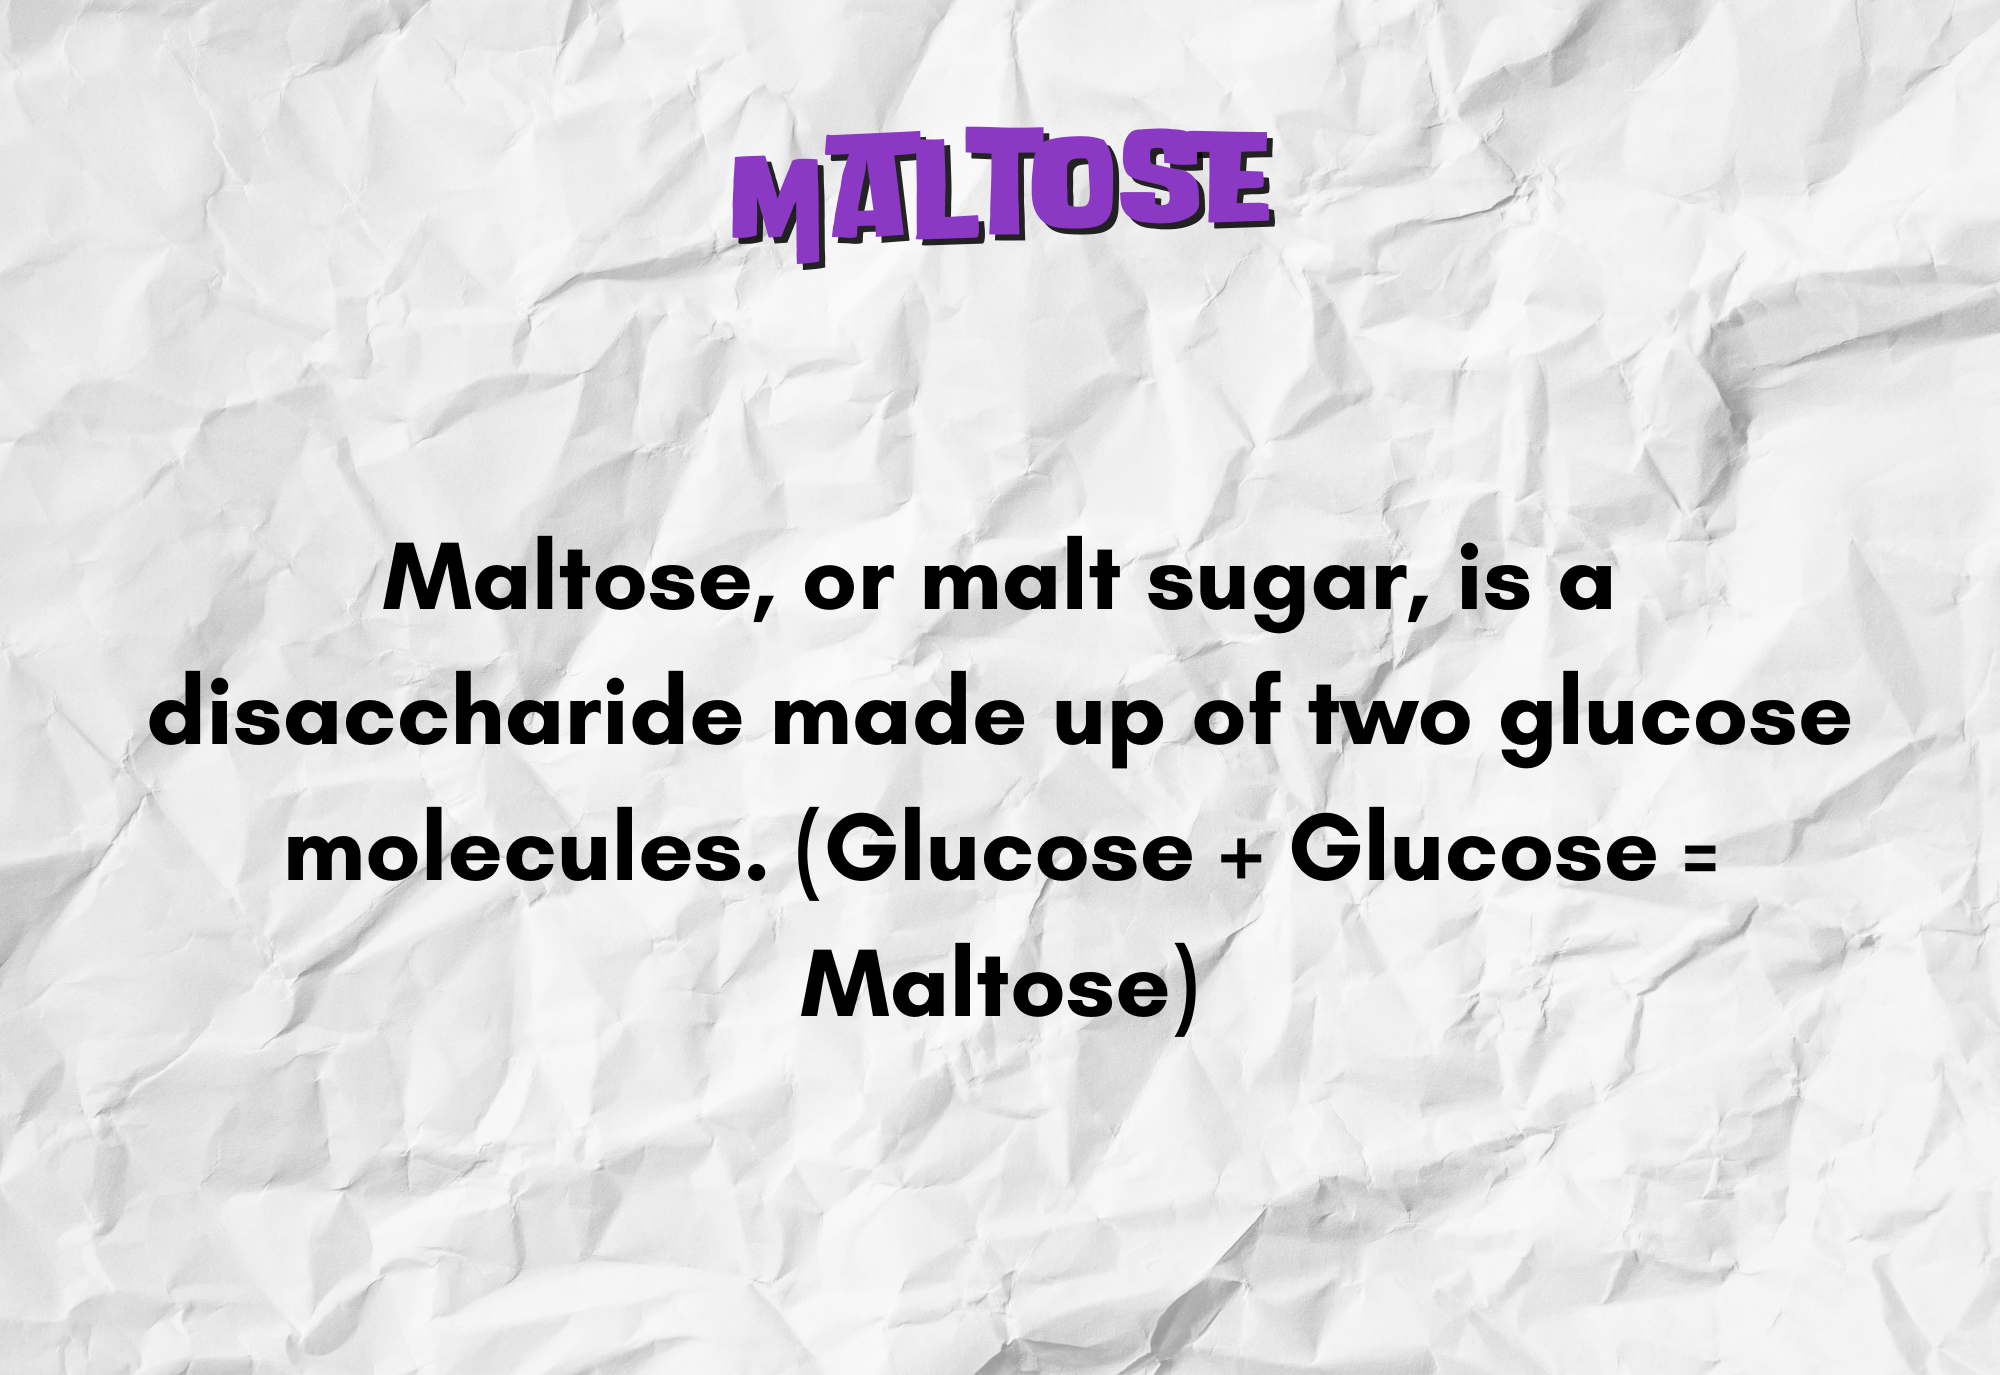 MALTOSE
Maltose, or malt sugar, is a
disaccharide made up of two glucose
molecules. (Glucose + Glucose =
Maltose)